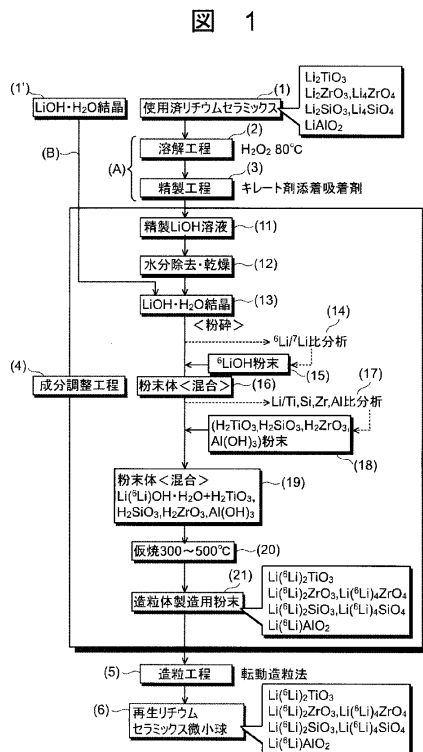 図 1
(1')
LiOH・H₂O結晶
(B)
(1)
使用済リチウムセラミックス
Li₂TiO₃
Li₂ZrO₃,Li₄ZrO₄
Li₂SiO₃,Li₄SiO₄
LiAlO₂
(A)
(2)
溶解工程
H₂O₂ 80℃
(3)
精製工程
キレート剤添着吸着剤
精製LiOH溶液
(11)
水分除去・乾燥
(12)
LiOH・H₂O結晶
(13)
<粉砕>
(14)
⁶Li/⁷Li比分析
⁶LiOH粉末
(15)
(4)
成分調整工程
粉末体<混合>
(16)
(17)
Li/Ti,Si,Zr,Al比分析
(H₂TiO₃,H₂SiO₃,H₂ZrO₃,
Al(OH)₃)粉末
(18)
粉末体<混合>
Li(⁶Li)OH・H₂O+H₂TiO₃,
H₂SiO₃,H₂ZrO₃,Al(OH)₃
(19)
仮焼300～500℃
(20)
(21)
造粒体製造用粉末
Li(⁶Li)₂TiO₃
Li(⁶Li)₂ZrO₃,Li(⁶Li)₄ZrO₄
Li(⁶Li)₂SiO₃,Li(⁶Li)₄SiO₄
Li(⁶Li)AlO₂
(5)
造粒工程
転動造粒法
(6)
再生リチウム
セラミックス微小球
Li(⁶Li)₂TiO₃
Li(⁶Li)₂ZrO₃,Li(⁶Li)₄ZrO₄
Li(⁶Li)₂SiO₃,Li(⁶Li)₄SiO₄
Li(⁶Li)AlO₂